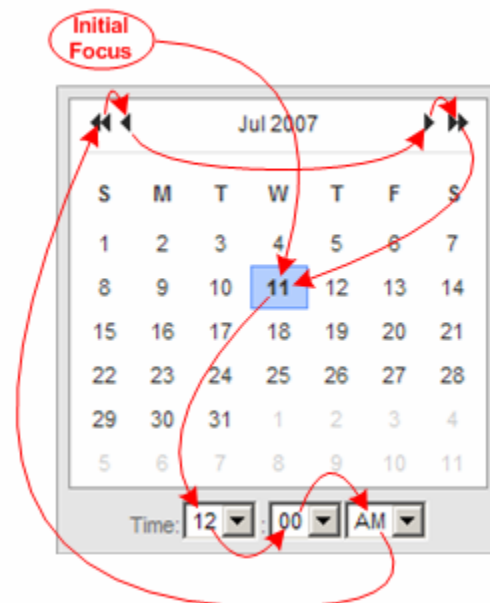 Initial
Focus
Jul 2007
S M T W T F S
1 2 3 4 5 6 7
8 9 10 11 12 13 14
15 16 17 18 19 20 21
22 23 24 25 26 27 28
29 30 31 1 2 3 4
5 6 7 8 9 10 11
Time: 12 : 00 AM